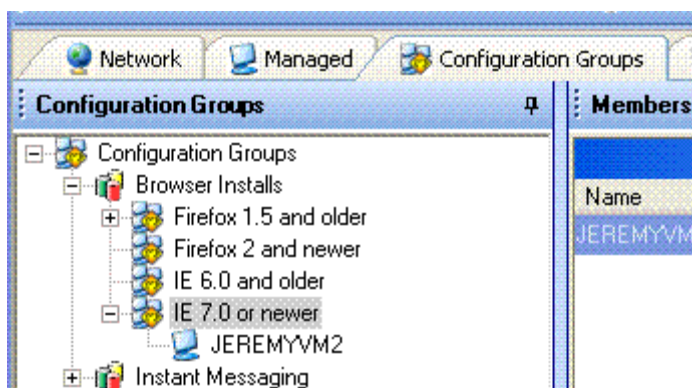 Network Managed Configuration Groups
Configuration Groups Members
Configuration Groups
Browser Installs
Name
Firefox 1.5 and older
JEREMYVM
Firefox 2 and newer
IE 6.0 and older
IE 7.0 or newer
JEREMYVM2
Instant Messaging